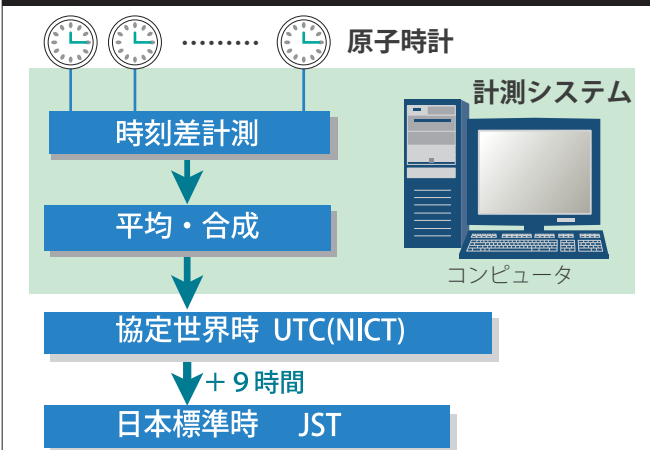 原子時計
計測システム
時刻差計測
平均・合成
コンピュータ
協定世界時 UTC(NICT)
＋９時間
日本標準時 JST